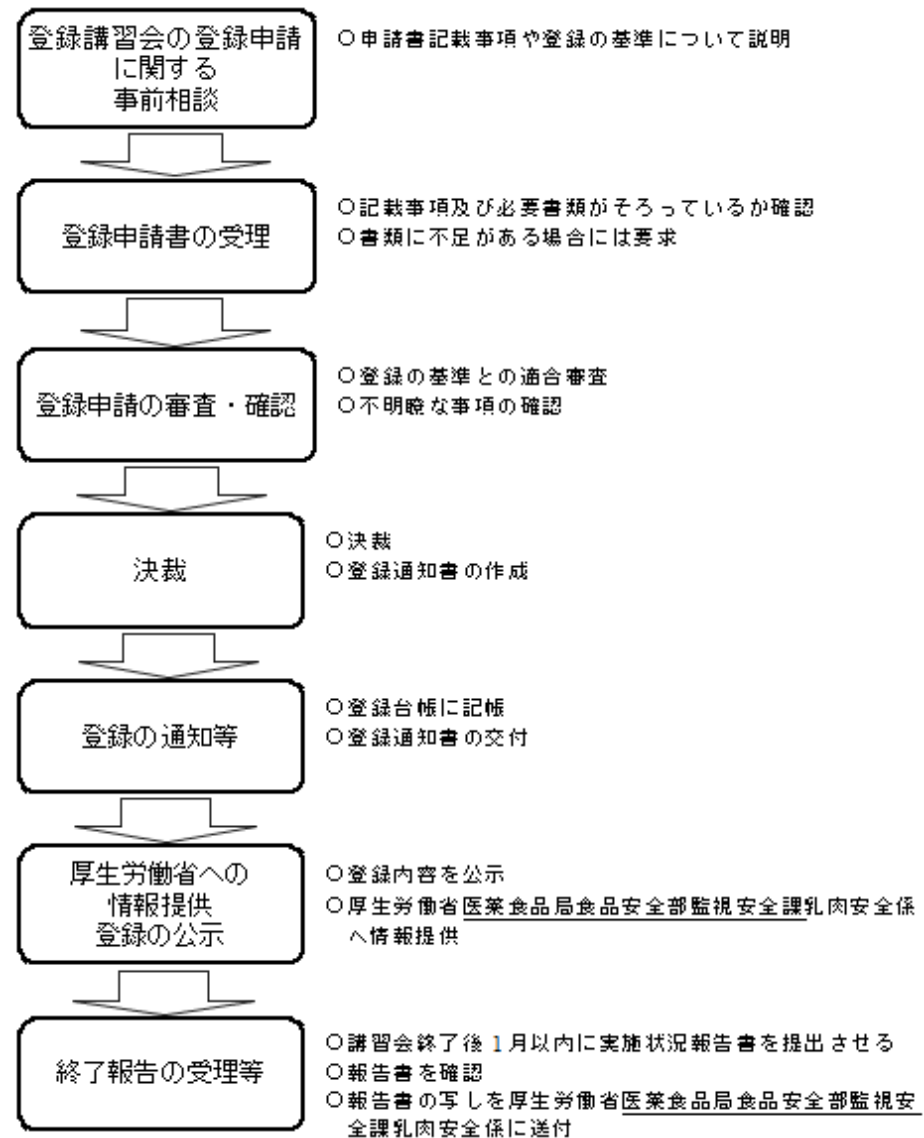 登録講習会の登録申請
に関する
事前相談
○申請書記載事項や登録の基準について説明
登録申請書の受理
○記載事項及び必要書類がそろっているか確認
○書類に不足がある場合には要求
登録申請の審査・確認
○登録の基準との適合審査
○不明瞭な事項の確認
決裁
○決裁
○登録通知書の作成
登録の通知等
○登録台帳に記帳
○登録通知書の交付
厚生労働省への
情報提供
登録の公示
○登録内容を公示
○厚生労働省医薬食品局食品安全部監視安全課乳肉安全係
へ情報提供
終了報告の受理等
○講習会終了後1月以内に実施状況報告書を提出させる
○報告書を確認
○報告書の写しを厚生労働省医薬食品局食品安全部監視安
全課乳肉安全係に送付